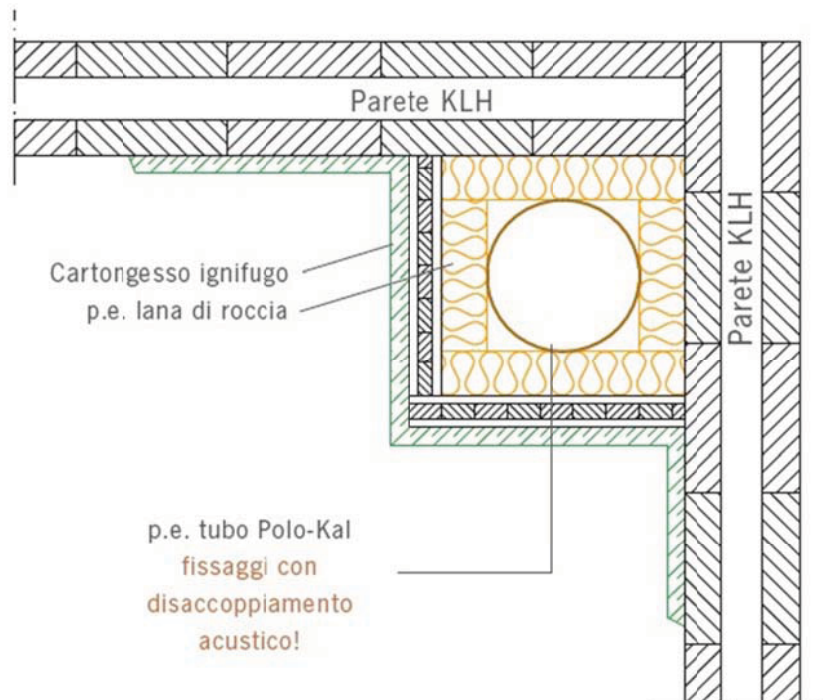 Parete KLH
Parete KLH
Cartongesso ignifugo
p.e. lana di roccia
p.e. tubo Polo-Kal
fissaggi con
disaccoppiamento
acustico!